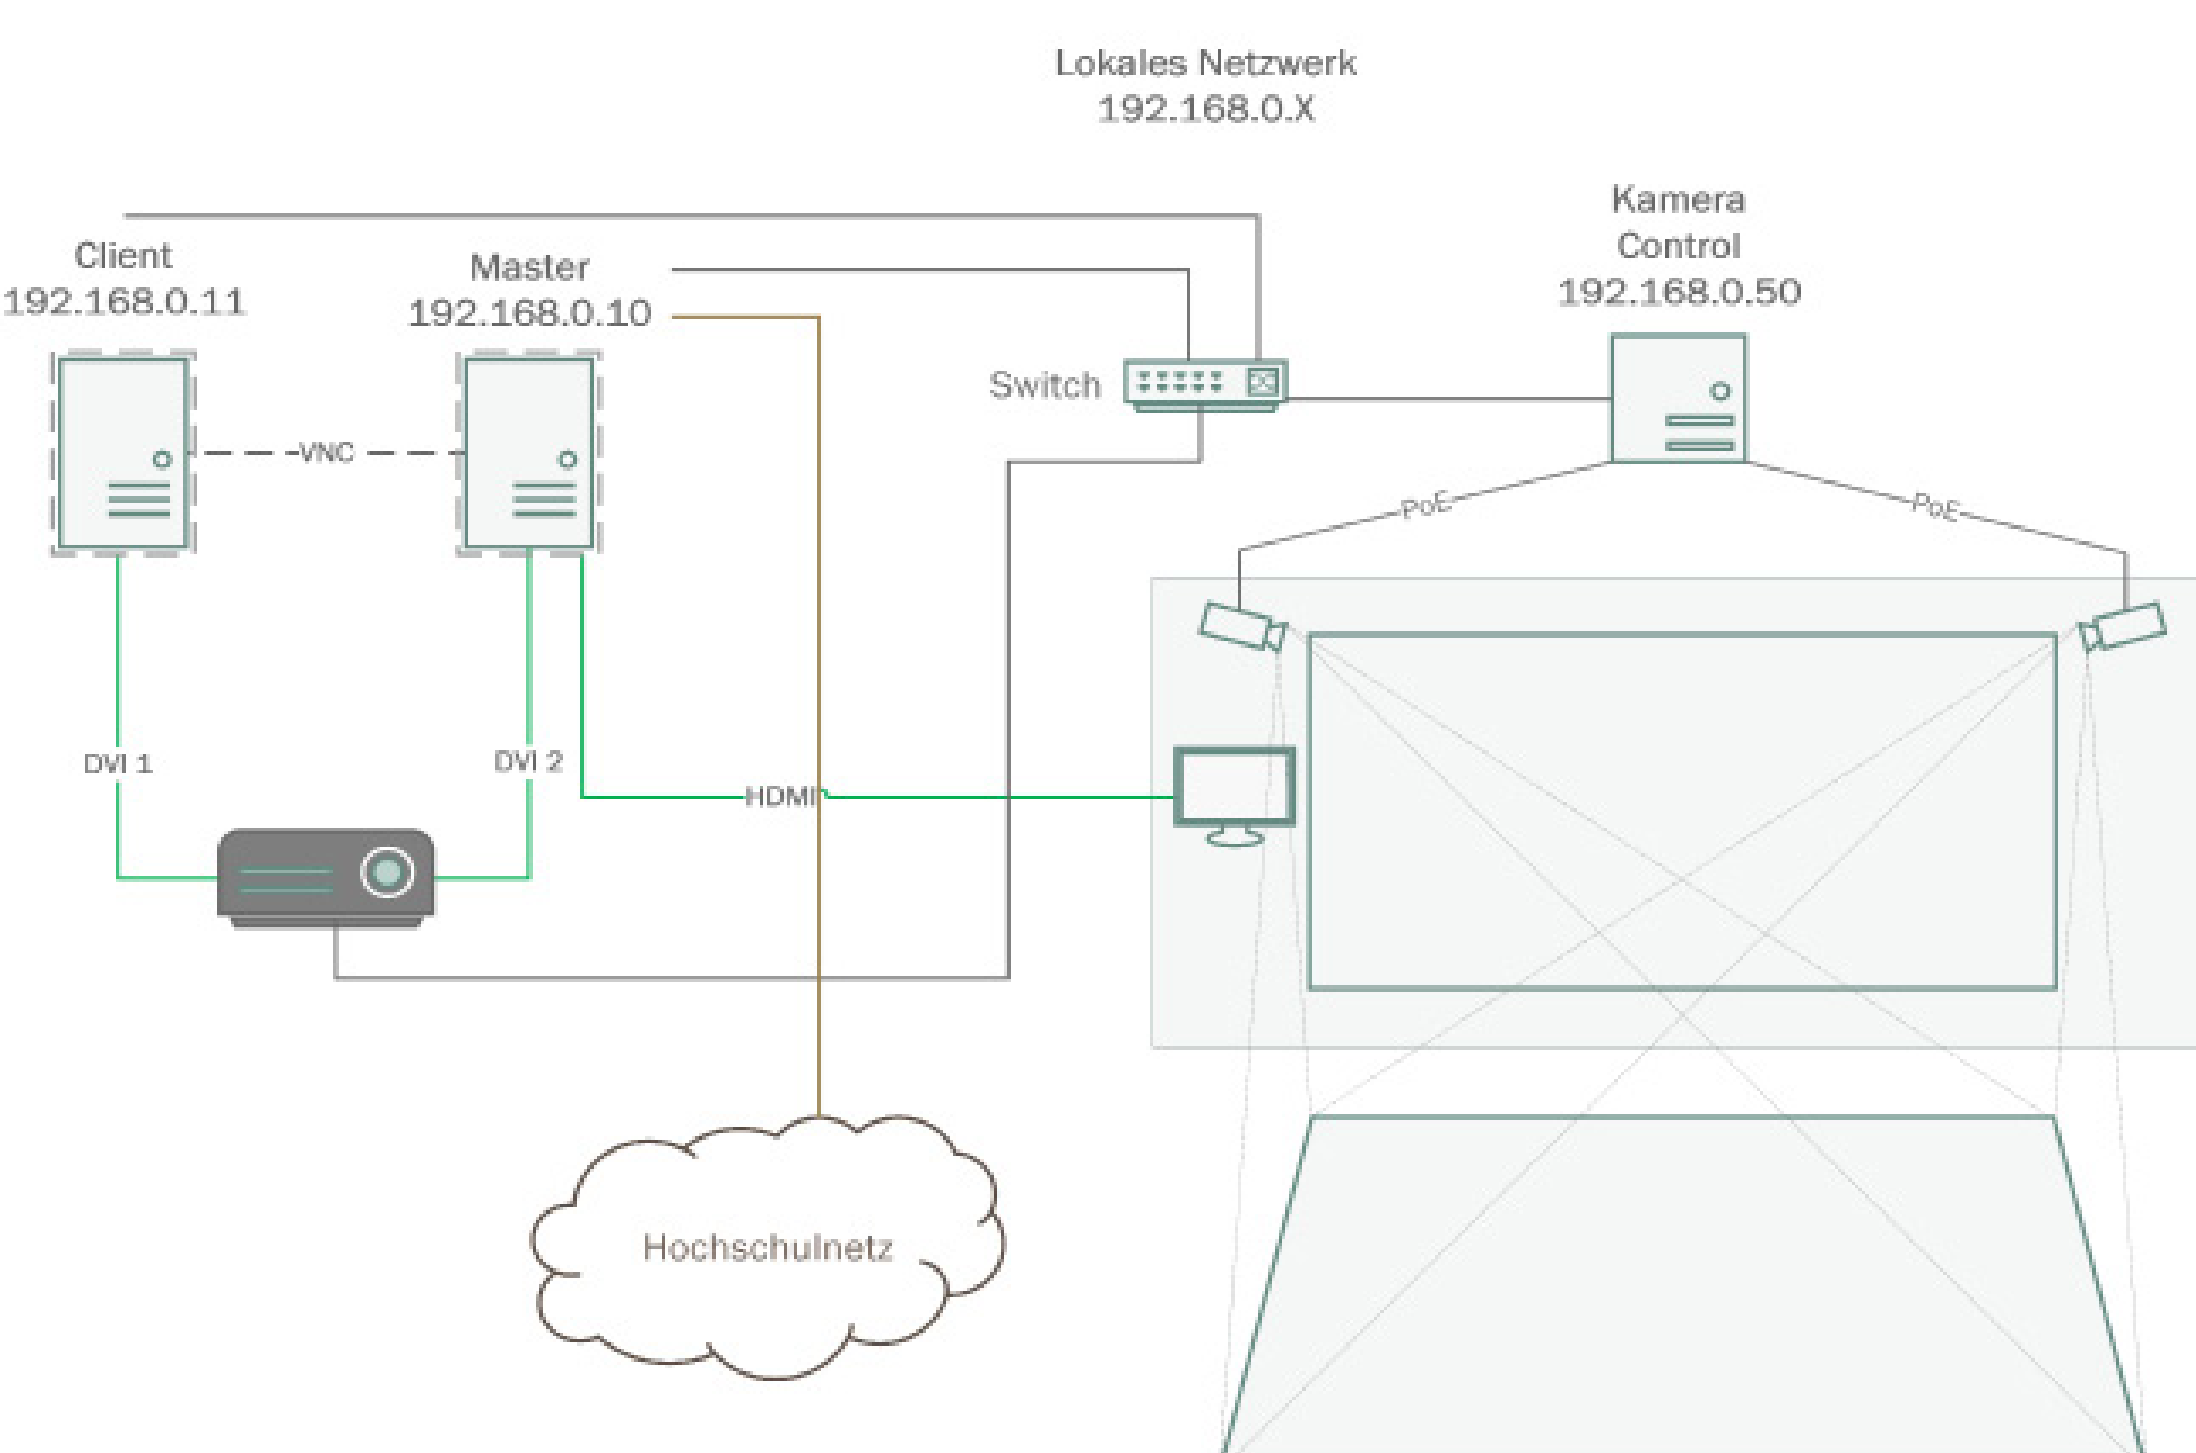 Lokales Netzwerk
192.168.0.X
Kamera
Control
192.168.0.50
Client
192.168.0.11
Master
192.168.0.10
Switch
VNC
PoE
PoE
DVI 1
DVI 2
HDMI
Hochschulnetz